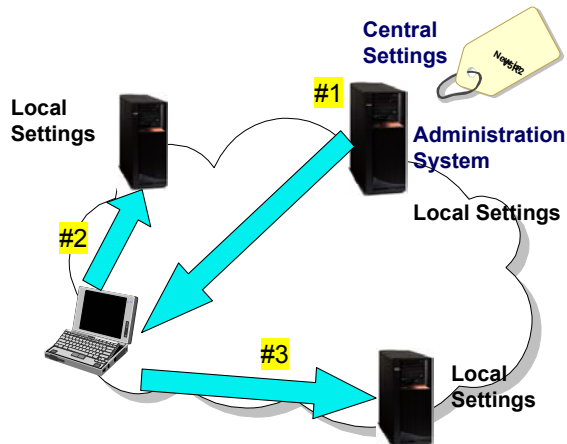 Central
Settings
#1
Local
Settings
Administration
System
Local Settings
#2
#3
Local
Settings